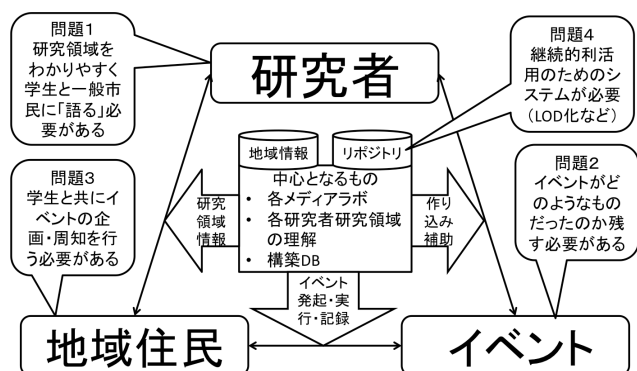 問題1
研究領域を
わかりやすく
学生と一般市
民に「語る」必
要がある
研究者
問題4
継続的利活
用のためのシ
ステムが必要
(LOD化など)
地域情報
リポジトリ
中心となるもの
• 各メディアラボ
• 各研究者研究領域
の理解
• 構築DB
研究
領域
情報
作り
込み
補助
問題3
学生と共にイ
ベントの企
画・周知を行
う必要がある
問題2
イベントがど
のようなもの
だったのか残
す必要がある
イベント
発起・実
行・記録
地域住民
イベント